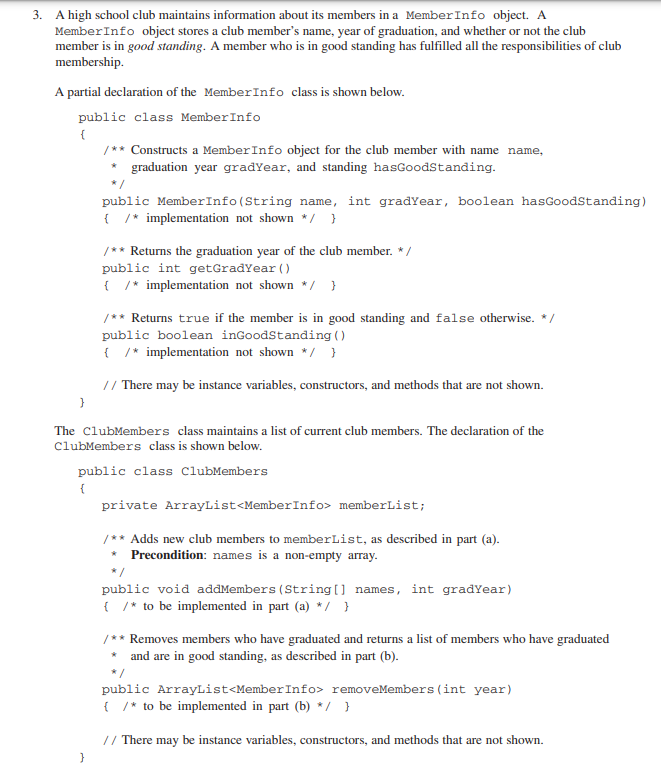 3. A high school club maintains information about its members in a MemberInfo object. A
MemberInfo object stores a club member's name, year of graduation, and whether or not the club
member is in good standing. A member who is in good standing has fulfilled all the responsibilities of club
membership.
A partial declaration of the MemberInfo class is shown below.
public class MemberInfo
{
/** Constructs a MemberInfo object for the club member with name name,
* graduation year gradYear, and standing hasGoodStanding.
*/
public MemberInfo(String name, int gradYear, boolean hasGoodStanding)
{ /* implementation not shown */ }
/** Returns the graduation year of the club member. */
public int getGradYear()
{ /* implementation not shown */ }
/** Returns true if the member is in good standing and false otherwise. */
public boolean inGoodStanding()
{ /* implementation not shown */ }
// There may be instance variables, constructors, and methods that are not shown.
}
The ClubMembers class maintains a list of current club members. The declaration of the
ClubMembers class is shown below.
public class ClubMembers
{
private ArrayList<MemberInfo> memberList;
/** Adds new club members to memberList, as described in part (a).
* Precondition: names is a non-empty array.
*/
public void addMembers(String[] names, int gradYear)
{ /* to be implemented in part (a) */ }
/** Removes members who have graduated and returns a list of members who have graduated
* and are in good standing, as described in part (b).
*/
public ArrayList<MemberInfo> removeMembers(int year)
{ /* to be implemented in part (b) */ }
// There may be instance variables, constructors, and methods that are not shown.
}